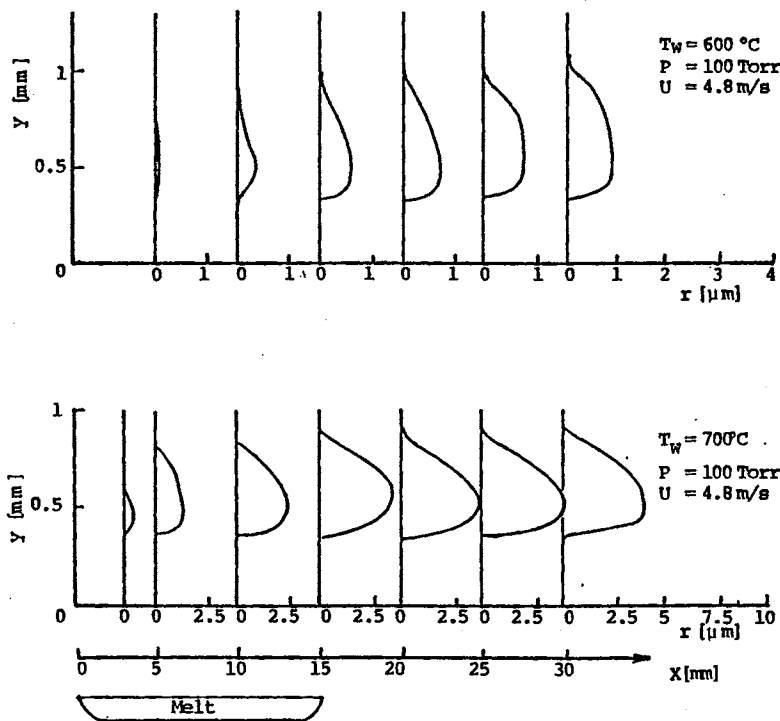 Y [mm]
1
0.5
0
T_W = 600 °C
P = 100 Torr
U = 4.8 m/s
0 1 0 1 0 1 0 1 0 1 0 1 2 3 4
r [μm]
Y [mm]
1
0.5
0
T_W = 700°C
P = 100 Torr
U = 4.8 m/s
0 0 2.5 0 2.5 0 2.5 0 2.5 0 2.5 0 2.5 5 7.5 10
r [μm]
0 5 10 15 20 25 30 X[mm]
Melt